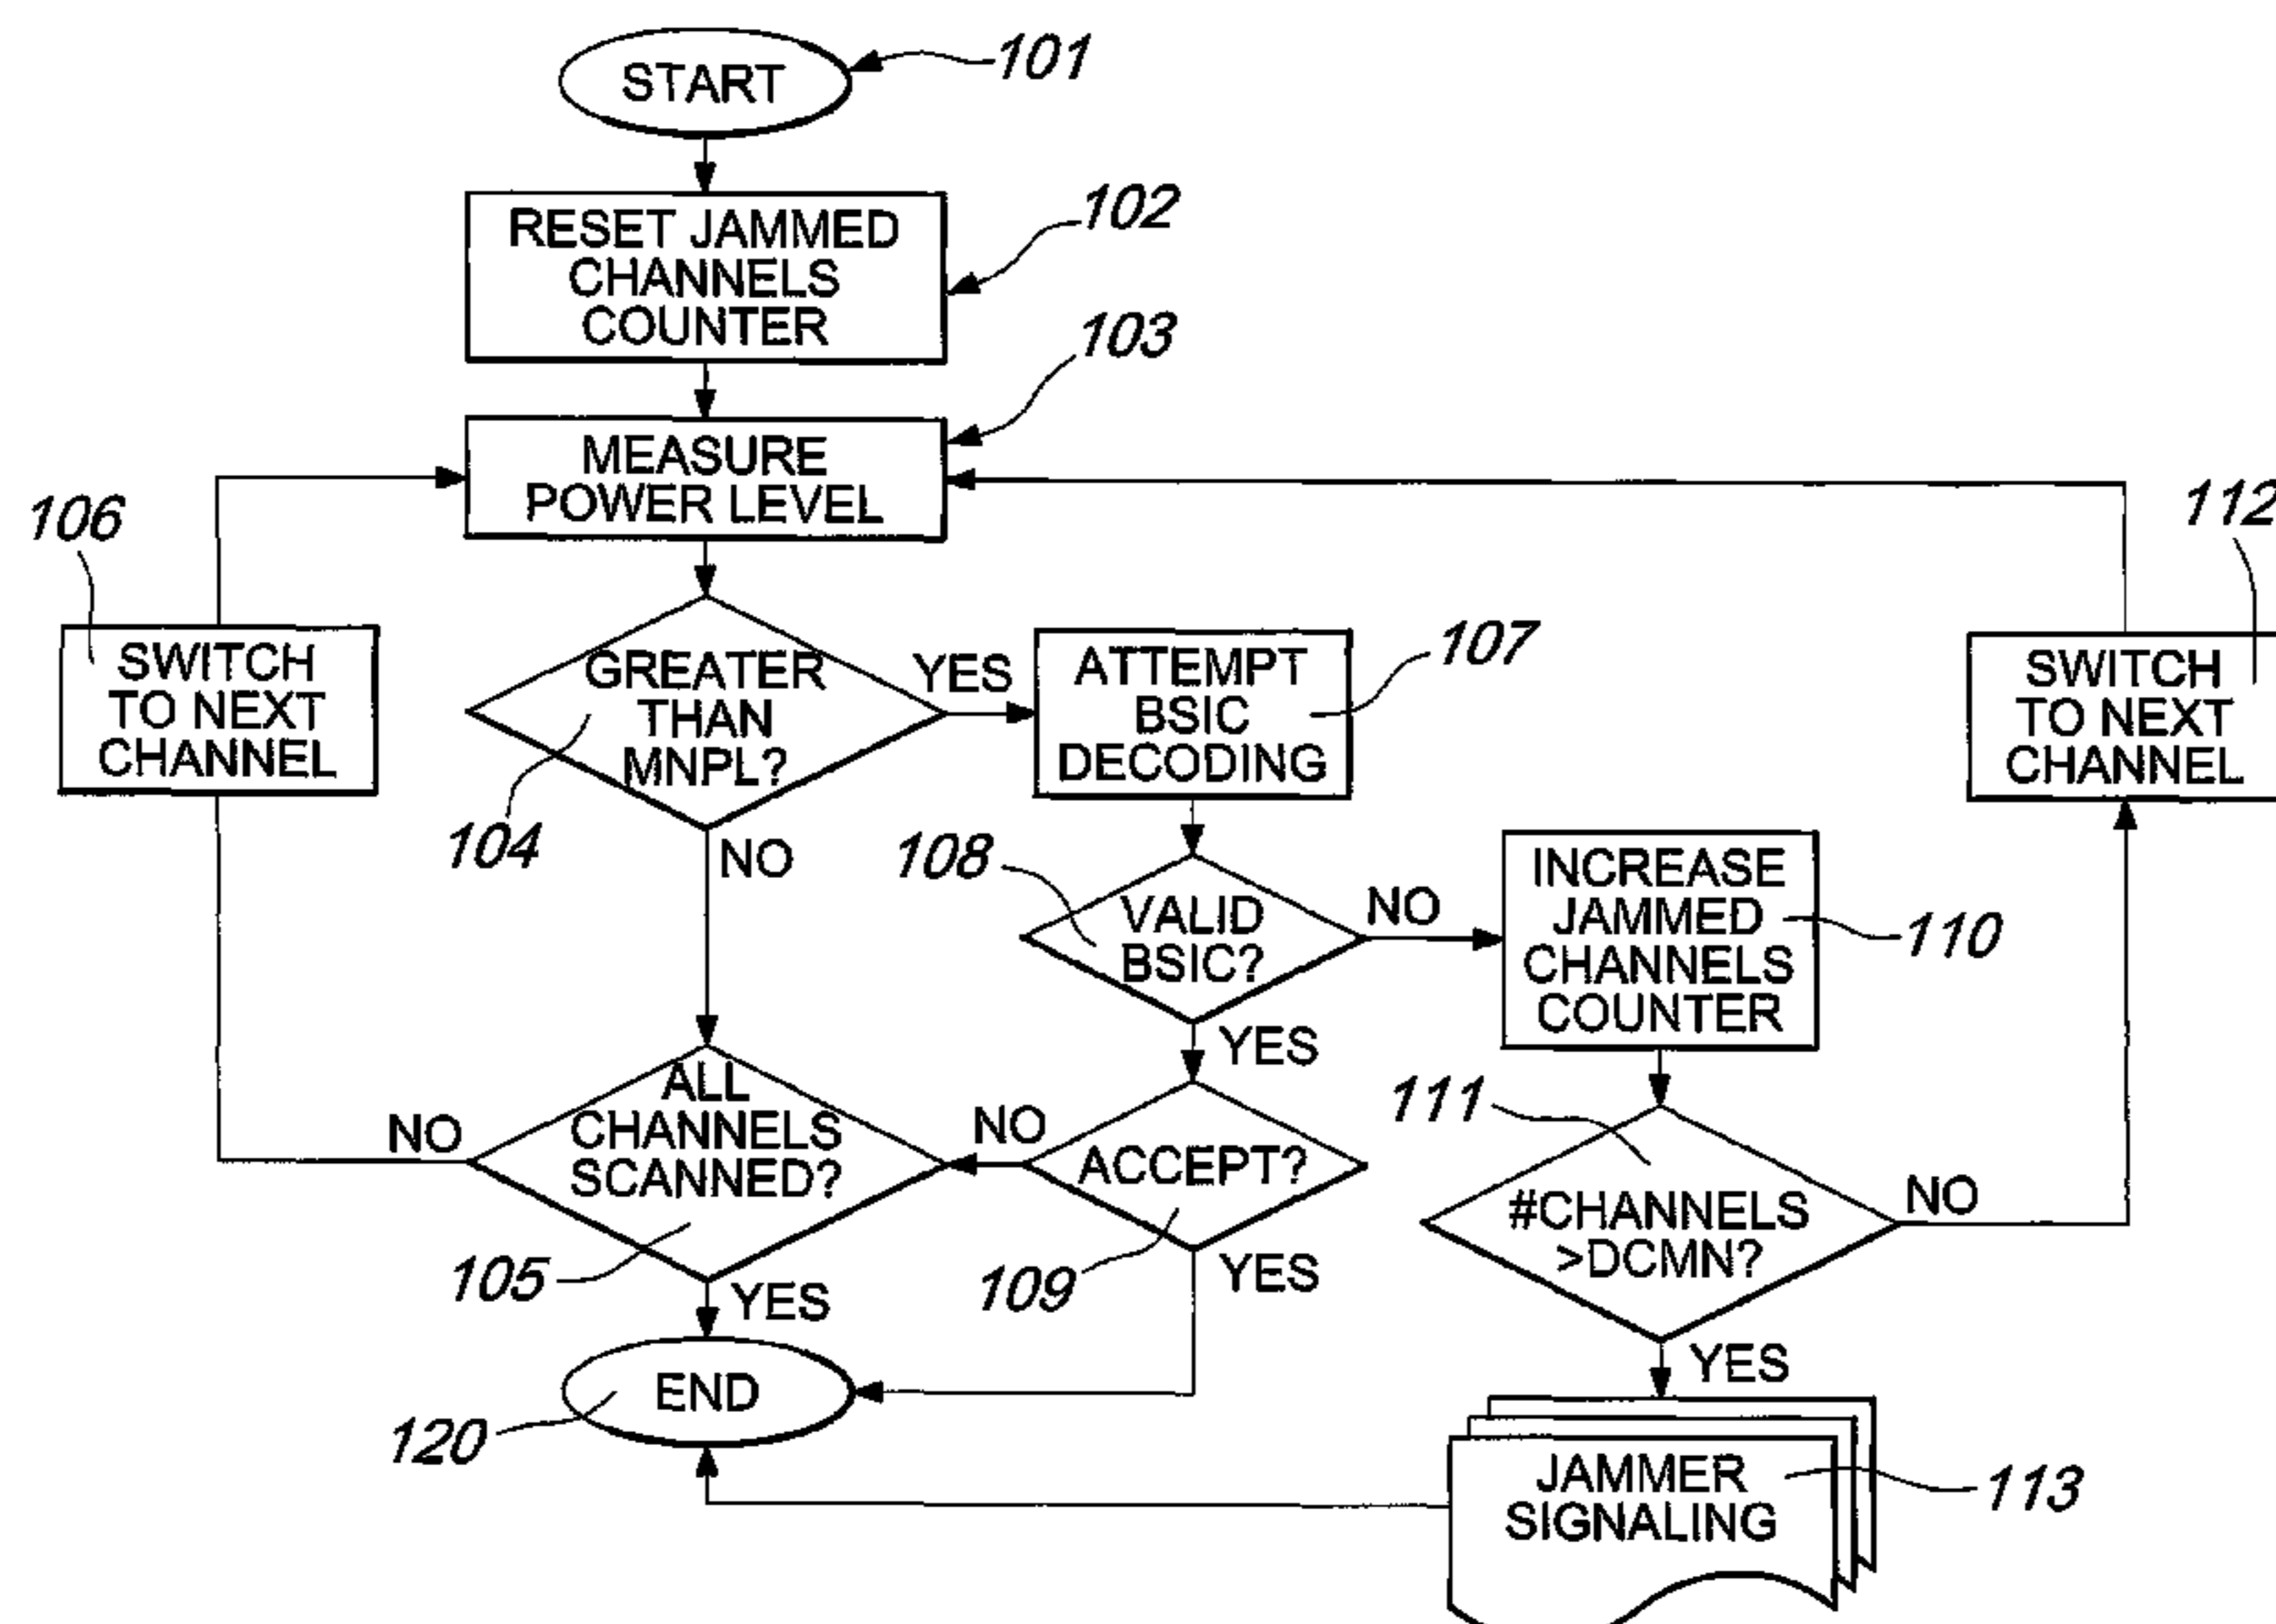 START
101
RESET JAMMED
CHANNELS
COUNTER
102
MEASURE
POWER LEVEL
103
106
SWITCH
TO NEXT
CHANNEL
GREATER
THAN
MNPL?
104
YES
NO
ATTEMPT
BSIC
DECODING
107
112
SWITCH
TO NEXT
CHANNEL
108
VALID
BSIC?
NO
YES
INCREASE
JAMMED
CHANNELS
COUNTER
110
ALL
CHANNELS
SCANNED?
NO
105
YES
NO
ACCEPT?
109
YES
111
#CHANNELS
>DCMN?
NO
YES
END
120
JAMMER
SIGNALING
113